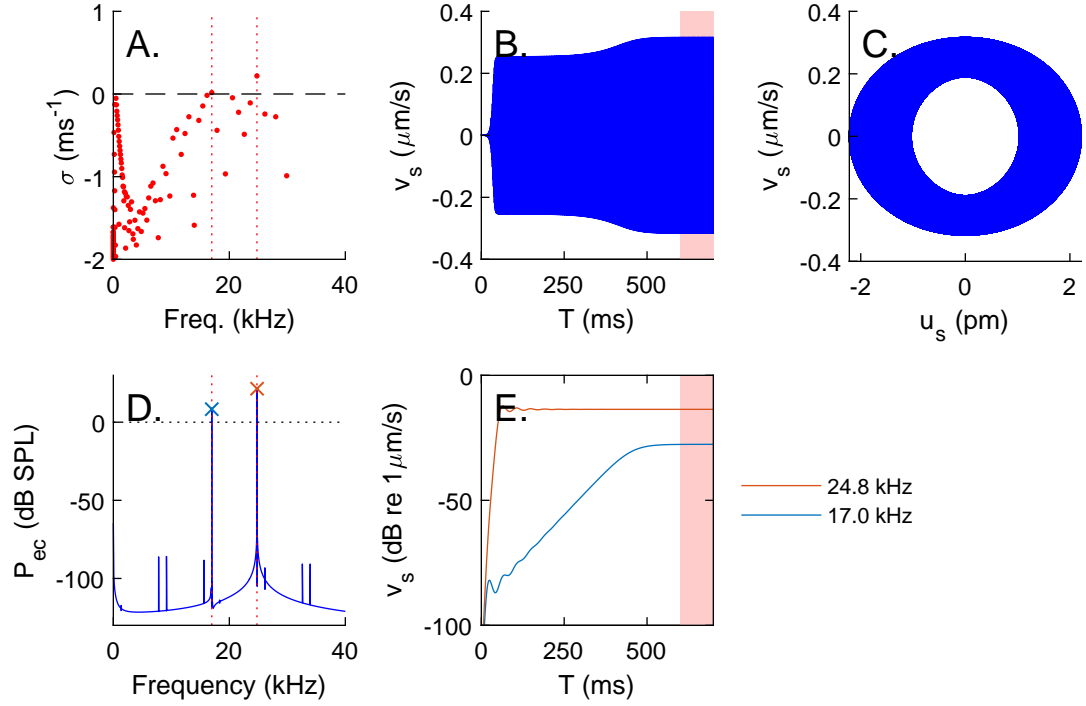 A.
1
0
-1
-2
σ (ms-1)
0
20
40
Freq. (kHz)
B.
0.4
0.2
0
-0.2
-0.4
vs (μm/s)
0
250
500
T (ms)
C.
0.4
0.2
0
-0.2
-0.4
vs (μm/s)
-2
0
2
us (pm)
D.
0
-50
-100
Pec (dB SPL)
0
20
40
Frequency (kHz)
E.
0
-50
-100
vs (dB re 1μm/s)
0
250
500
T (ms)
24.8 kHz
17.0 kHz